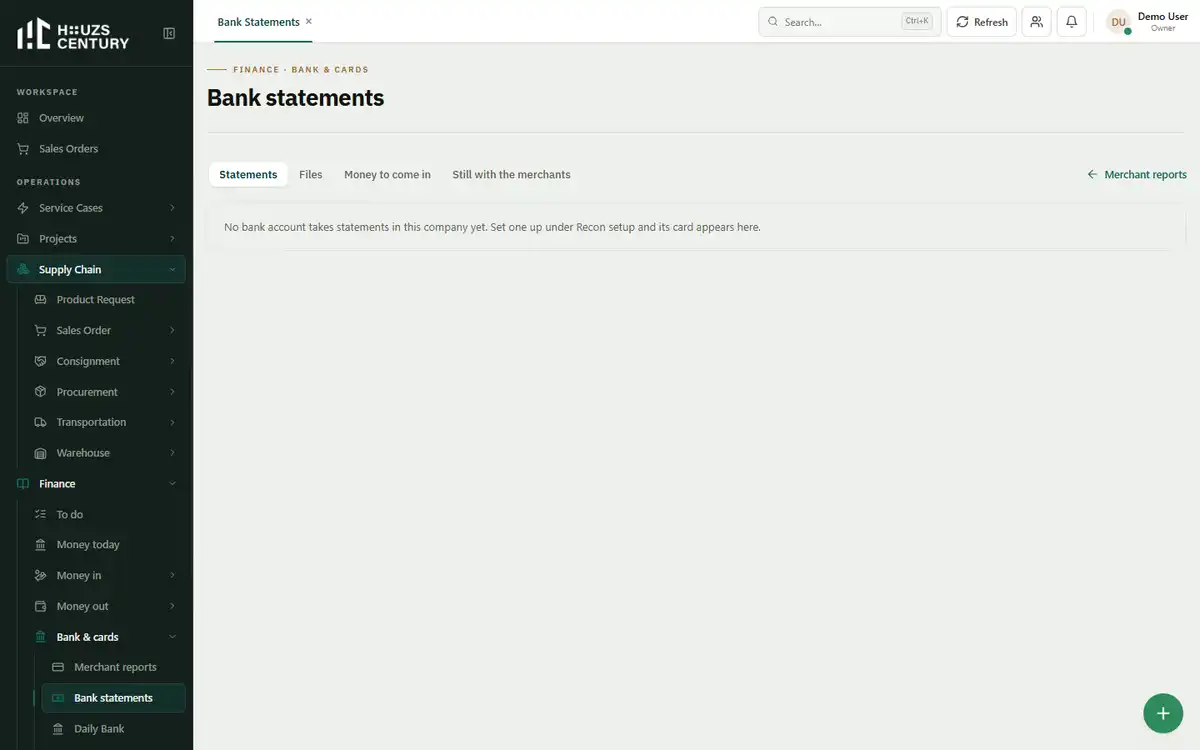 HOUZS
CENTURY
WORKSPACE
Overview
Sales Orders
OPERATIONS
Service Cases
Projects
Supply Chain
Product Request
Sales Order
Consignment
Procurement
Transportation
Warehouse
Finance
To do
Money today
Money in
Money out
Bank & cards
Merchant reports
Bank statements
Daily Bank
Bank Statements ×
Search... Ctrl+K
Refresh
DU
Demo User
Owner
FINANCE · BANK & CARDS
Bank statements
Statements Files Money to come in Still with the merchants
← Merchant reports
No bank account takes statements in this company yet. Set one up under Recon setup and its card appears here.
+